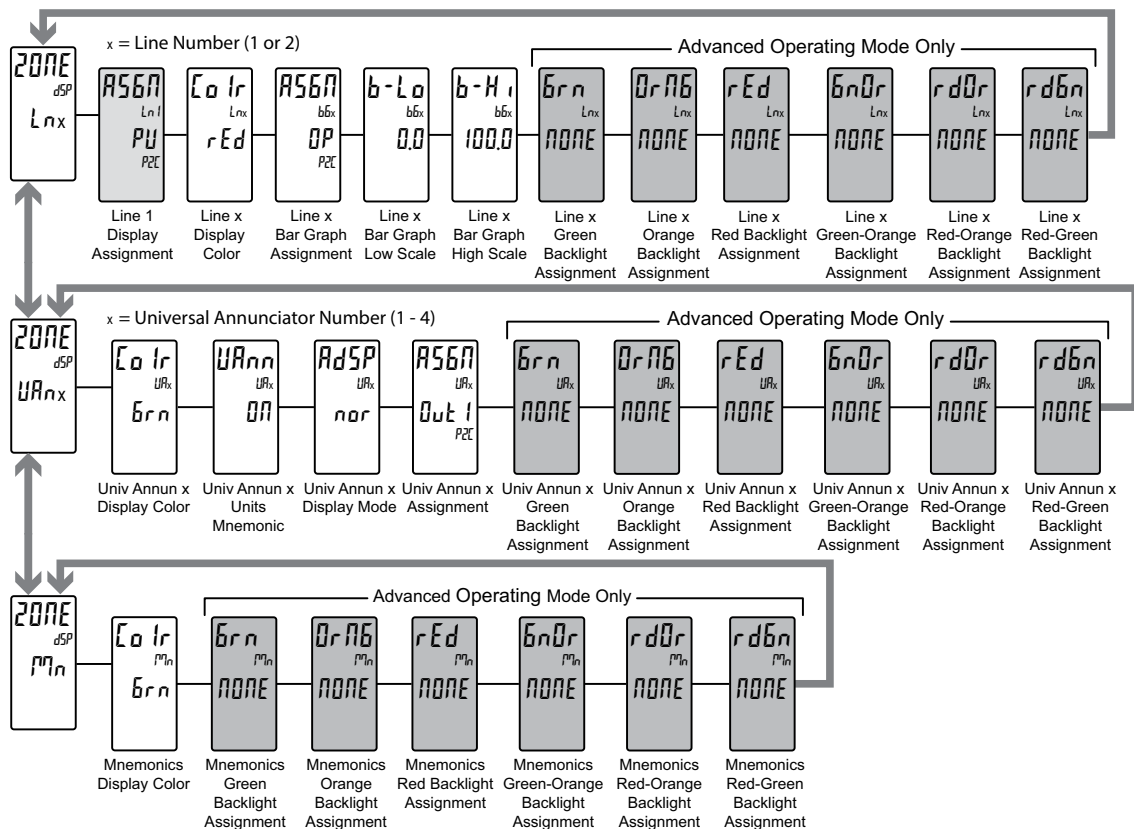 x = Line Number (1 or 2)
Advanced Operating Mode Only
ZONE
dSP
Lnx
ASGN
Ln1
PV
P2C
Line 1
Display
Assignment
Colr
Lnx
rEd
Line x
Display
Color
ASGN
bGx
OP
P2C
Line x
Bar Graph
Assignment
b-Lo
bGx
0.0
Line x
Bar Graph
Low Scale
b-Hi
bGx
100.0
Line x
Bar Graph
High Scale
Grn
Lnx
NONE
Line x
Green
Backlight
Assignment
OrNG
Lnx
NONE
Line x
Orange
Backlight
Assignment
rEd
Lnx
NONE
Line x
Red Backlight
Assignment
GnOr
Lnx
NONE
Line x
Green-Orange
Backlight
Assignment
rdOr
Lnx
NONE
Line x
Red-Orange
Backlight
Assignment
rdGn
Lnx
NONE
Line x
Red-Green
Backlight
Assignment
x = Universal Annunciator Number (1 - 4)
Advanced Operating Mode Only
ZONE
dSP
UAnx
Colr
UAx
Grn
Univ Annun x
Display Color
UAnn
UAx
ON
Univ Annun x
Units
Mnemonic
AdSP
UAx
nor
Univ Annun x
Display Mode
ASGN
UAx
Out1
P2C
Univ Annun x
Assignment
Grn
UAx
NONE
Univ Annun x
Green
Backlight
Assignment
OrNG
UAx
NONE
Univ Annun x
Orange
Backlight
Assignment
rEd
UAx
NONE
Univ Annun x
Red Backlight
Assignment
GnOr
UAx
NONE
Univ Annun x
Green-Orange
Backlight
Assignment
rdOr
UAx
NONE
Univ Annun x
Red-Orange
Backlight
Assignment
rdGn
UAx
NONE
Univ Annun x
Red-Green
Backlight
Assignment
Advanced Operating Mode Only
ZONE
dSP
Mn
Colr
Mn
Grn
Mnemonics
Display Color
Grn
Mn
NONE
Mnemonics
Green
Backlight
Assignment
OrNG
Mn
NONE
Mnemonics
Orange
Backlight
Assignment
rEd
Mn
NONE
Mnemonics
Red Backlight
Assignment
GnOr
Mn
NONE
Mnemonics
Green-Orange
Backlight
Assignment
rdOr
Mn
NONE
Mnemonics
Red-Orange
Backlight
Assignment
rdGn
Mn
NONE
Mnemonics
Red-Green
Backlight
Assignment